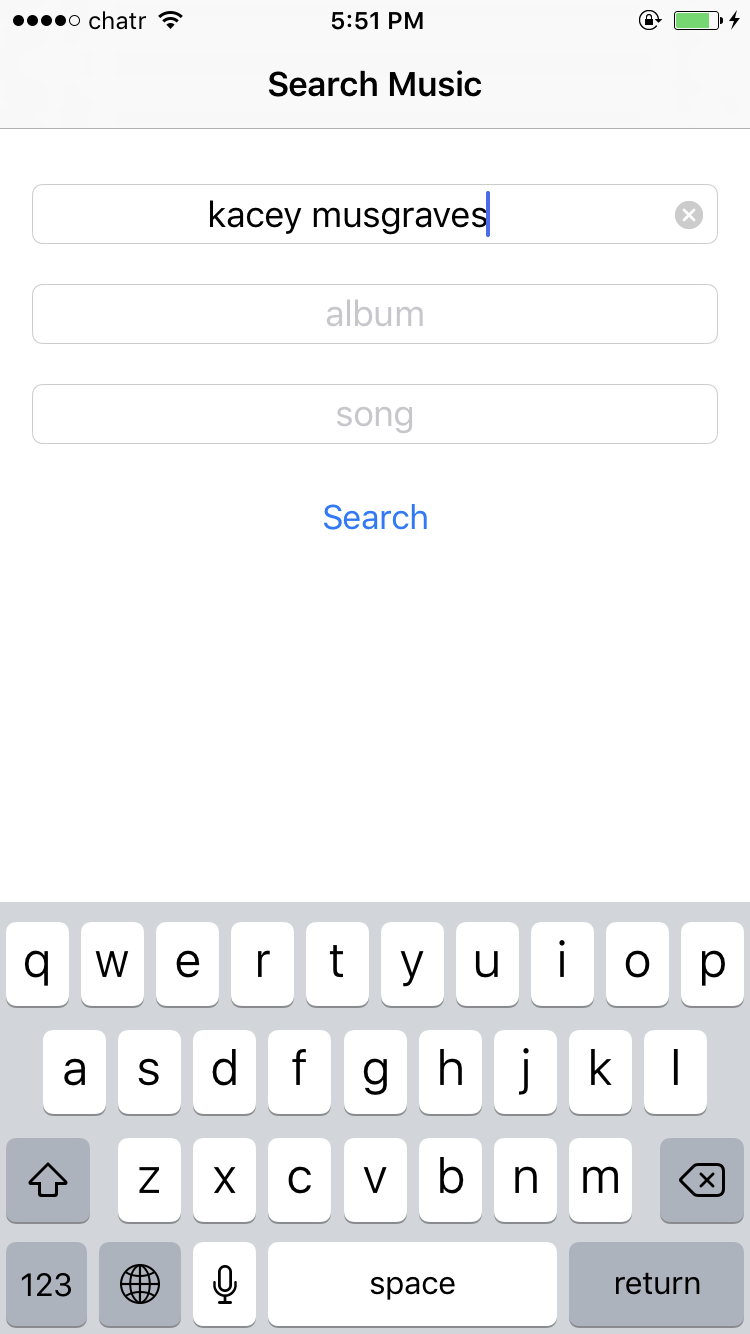 chatr 5:51 PM
Search Music
kacey musgraves
album
song
Search
q w e r t y u i o p
a s d f g h j k l
z x c v b n m
123 space return